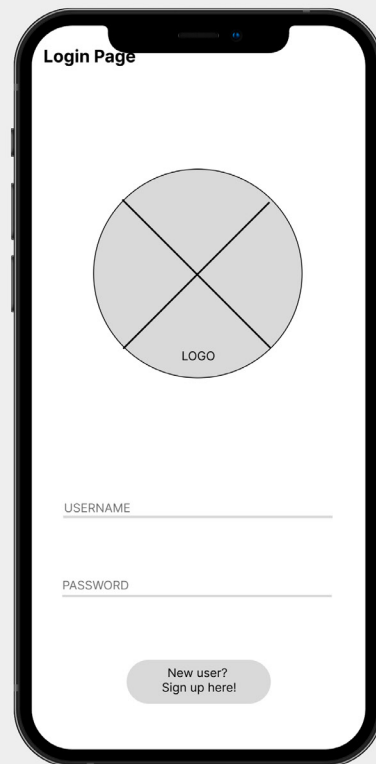 Login Page
LOGO
USERNAME
PASSWORD
New user?
Sign up here!